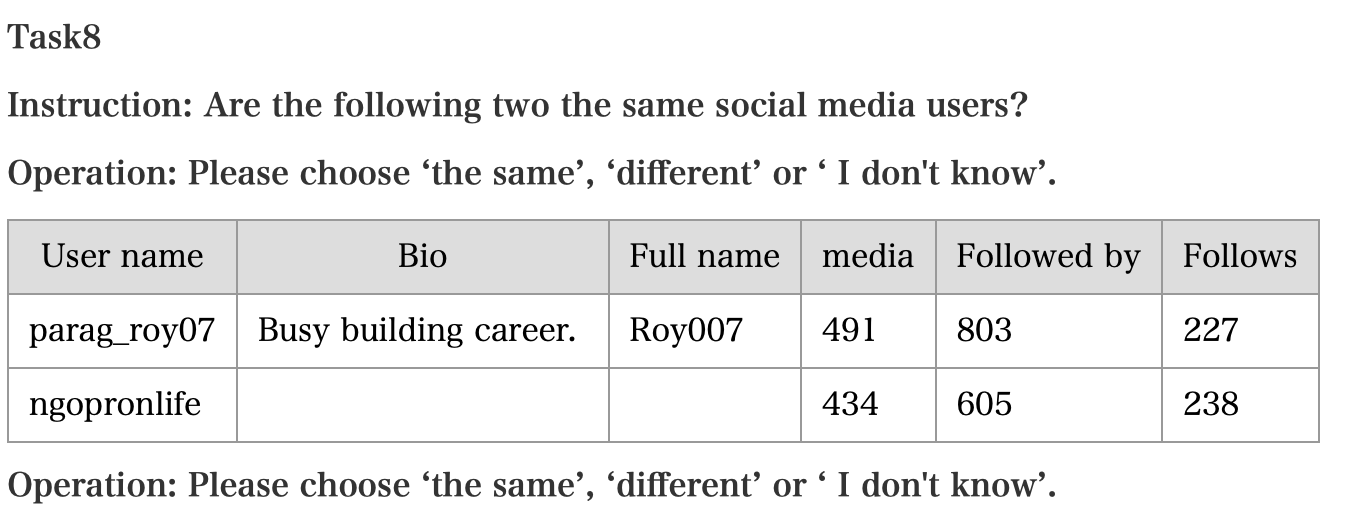 Task8
Instruction: Are the following two the same social media users?
Operation: Please choose ‘the same’, ‘different’ or ‘ I don't know’.
User name Bio Full name media Followed by Follows
parag_roy07 Busy building career. Roy007 491 803 227
ngopronlife 434 605 238
Operation: Please choose ‘the same’, ‘different’ or ‘ I don't know’.